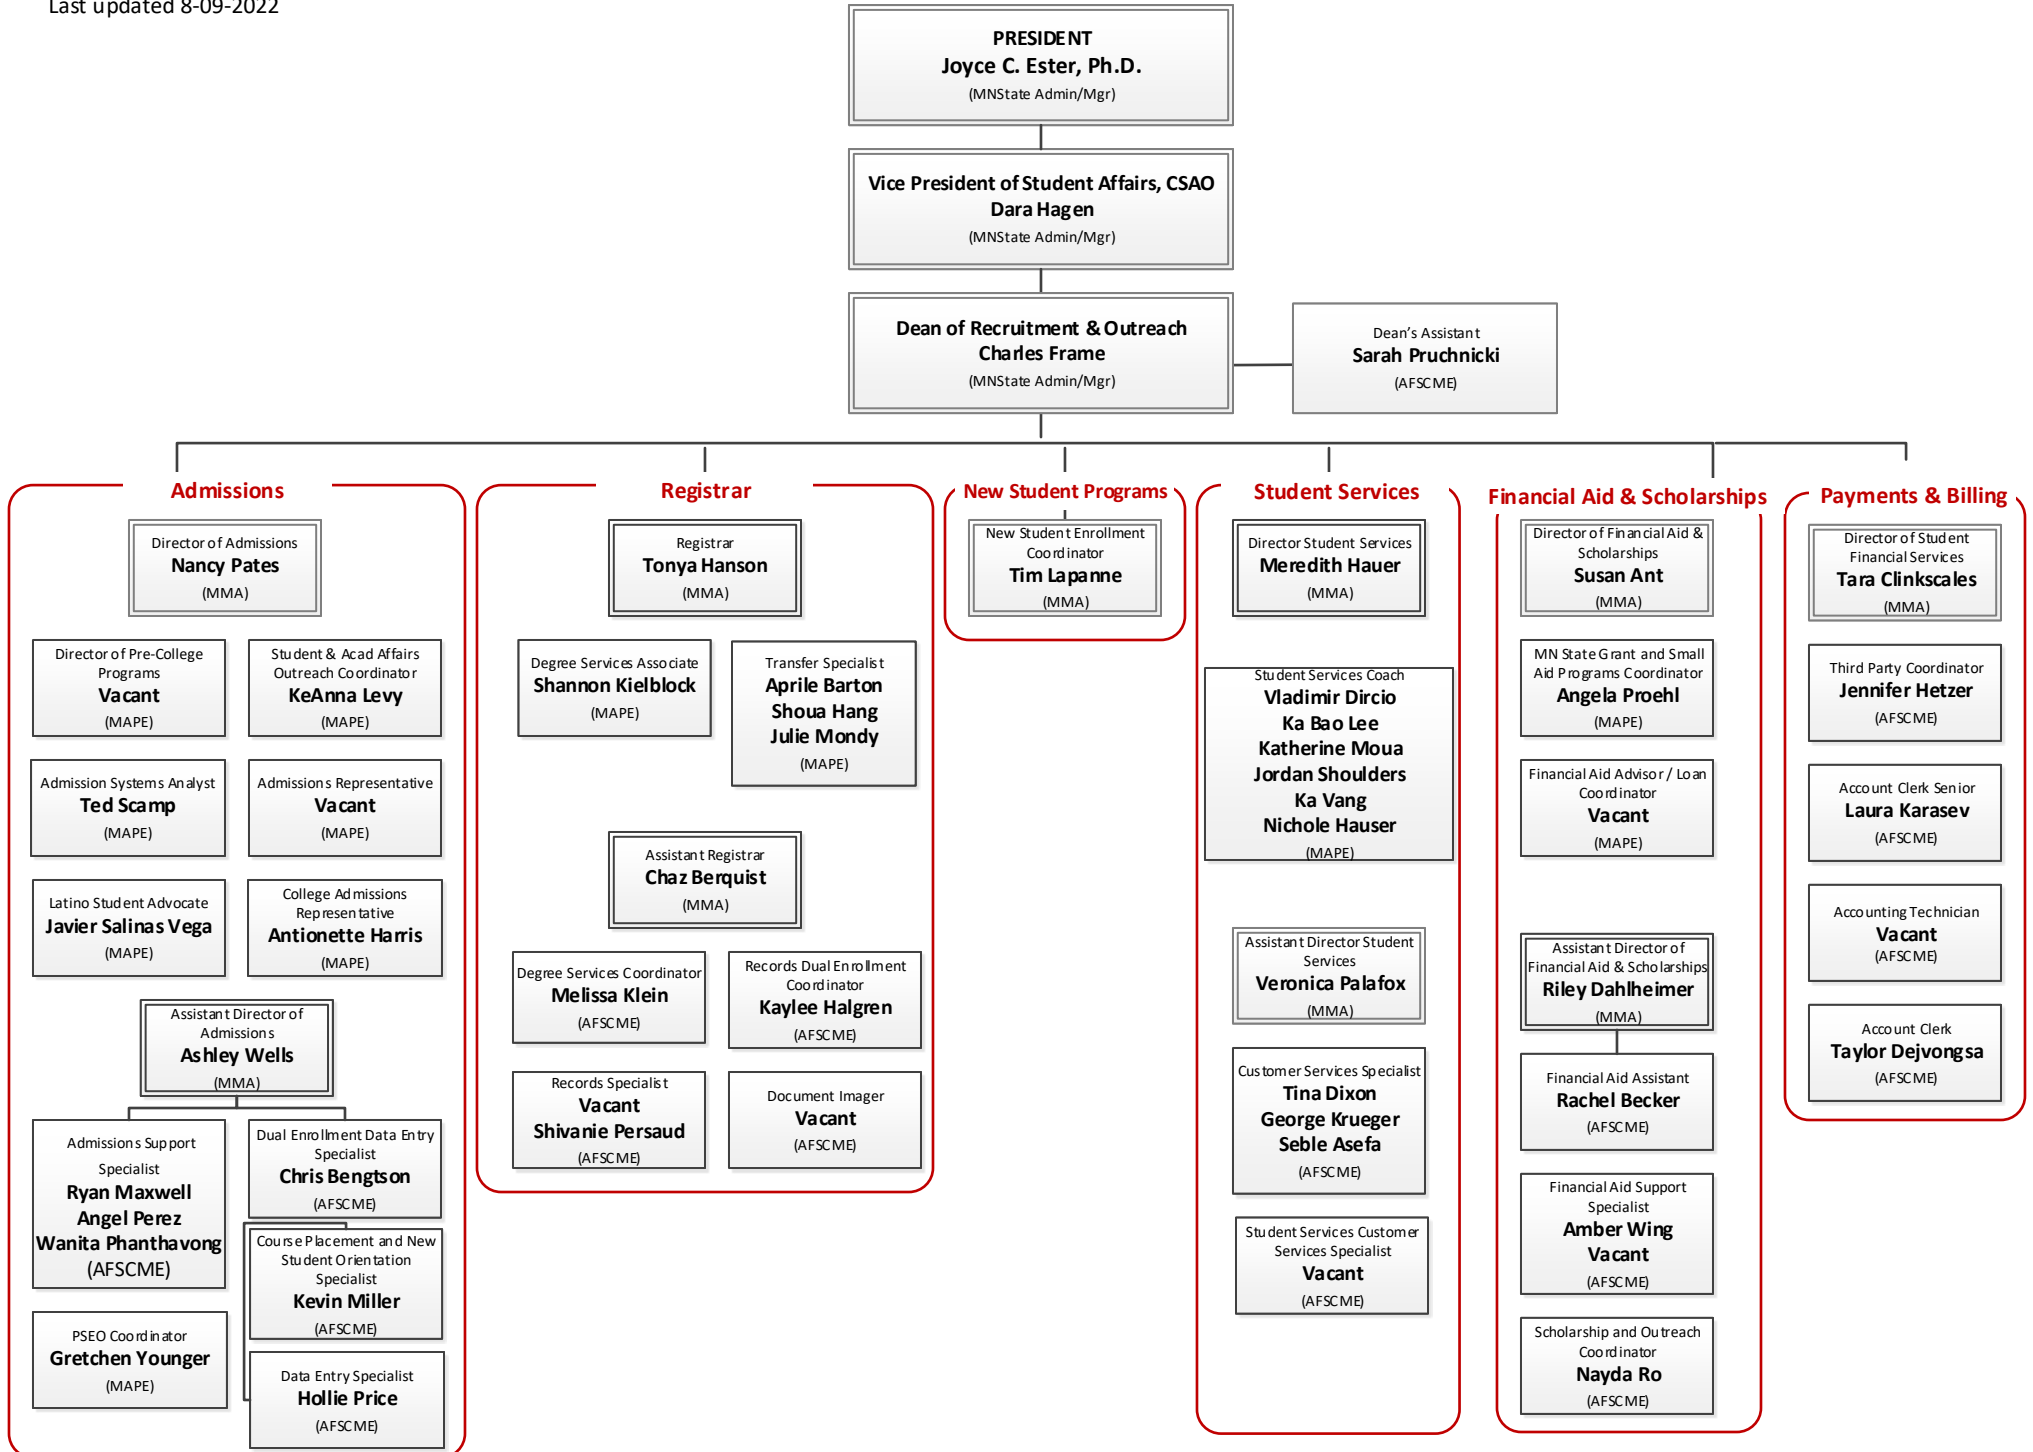 Last updated 8-09-2022
PRESIDENT
Joyce C. Ester, Ph.D.
(MNState Admin/Mgr)
Vice President of Student Affairs, CSAO
Dara Hagen
(MNState Admin/Mgr)
Dean of Recruitment & Outreach
Charles Frame
(MNState Admin/Mgr)
Dean's Assistant
Sarah Pruchnicki
(AFSCME)
Admissions
Director of Admissions
Nancy Pates
(MMA)
Director of Pre-College
Programs
Vacant
(MAPE)
Student & Acad Affairs
Outreach Coordinator
KeAnna Levy
(MAPE)
Admission Systems Analyst
Ted Scamp
(MAPE)
Admissions Representative
Vacant
(MAPE)
Latino Student Advocate
Javier Salinas Vega
(MAPE)
College Admissions
Representative
Antionette Harris
(MAPE)
Assistant Director of
Admissions
Ashley Wells
(MMA)
Admissions Support
Specialist
Ryan Maxwell
Angel Perez
Wanita Phanthavong
(AFSCME)
Dual Enrollment Data Entry
Specialist
Chris Bengtson
(AFSCME)
Course Placement and New
Student Orientation
Specialist
Kevin Miller
(AFSCME)
PSEO Coordinator
Gretchen Younger
(MAPE)
Data Entry Specialist
Hollie Price
(AFSCME)
Registrar
Registrar
Tonya Hanson
(MMA)
Degree Services Associate
Shannon Kielblock
(MAPE)
Transfer Specialist
Aprile Barton
Shoua Hang
Julie Mondy
(MAPE)
Assistant Registrar
Chaz Berquist
(MMA)
Degree Services Coordinator
Melissa Klein
(AFSCME)
Records Dual Enrollment
Coordinator
Kaylee Halgren
(AFSCME)
Records Specialist
Vacant
Shivanie Persaud
(AFSCME)
Document Imager
Vacant
(AFSCME)
New Student Programs
New Student Enrollment
Coordinator
Tim Lapanne
(MMA)
Student Services
Director Student Services
Meredith Hauer
(MMA)
Student Services Coach
Vladimir Dircio
Ka Bao Lee
Katherine Moua
Jordan Shoulders
Ka Vang
Nichole Hauser
(MAPE)
Assistant Director Student
Services
Veronica Palafox
(MMA)
Customer Services Specialist
Tina Dixon
George Krueger
Seble Asefa
(AFSCME)
Student Services Customer
Services Specialist
Vacant
(AFSCME)
Financial Aid & Scholarships
Director of Financial Aid &
Scholarships
Susan Ant
(MMA)
MN State Grant and Small
Aid Programs Coordinator
Angela Proehl
(MAPE)
Financial Aid Advisor / Loan
Coordinator
Vacant
(MAPE)
Assistant Director of
Financial Aid & Scholarships
Riley Dahlheimer
(MMA)
Financial Aid Assistant
Rachel Becker
(AFSCME)
Financial Aid Support
Specialist
Amber Wing
Vacant
(AFSCME)
Scholarship and Outreach
Coordinator
Nayda Ro
(AFSCME)
Payments & Billing
Director of Student
Financial Services
Tara Clinkscales
(MMA)
Third Party Coordinator
Jennifer Hetzer
(AFSCME)
Account Clerk Senior
Laura Karasev
(AFSCME)
Accounting Technician
Vacant
(AFSCME)
Account Clerk
Taylor Dejvongsa
(AFSCME)